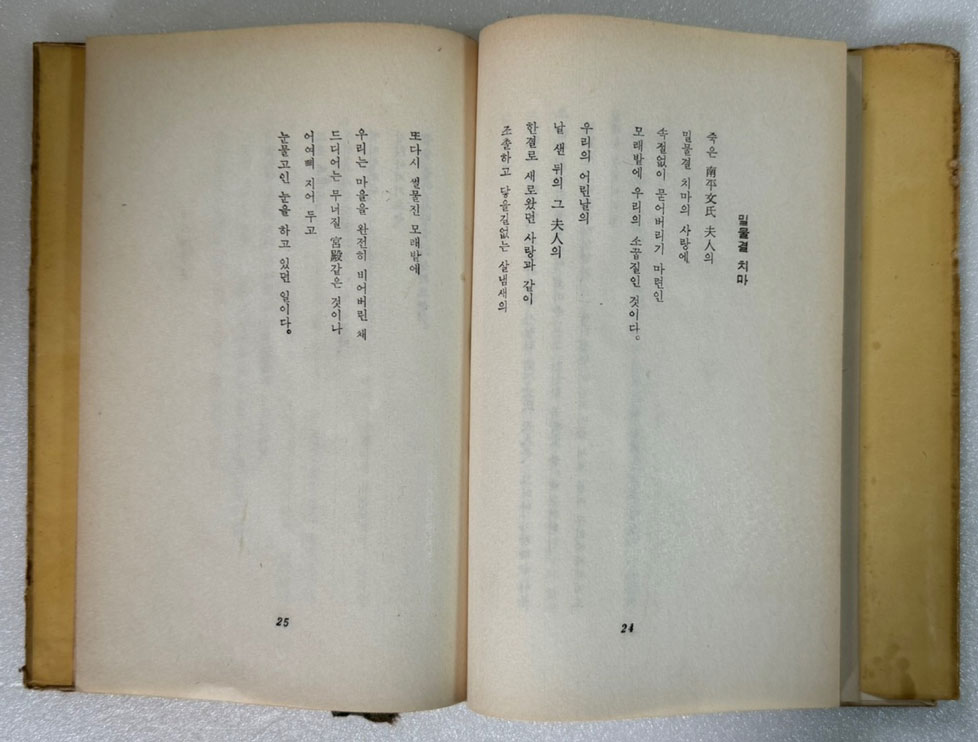 밀물결 치마
죽은 南平文氏 夫人의
밀물결 치마의 사랑에
속절없이 묻어버리기 마련인
모래밭에 우리의 소꿉질인 것이다.
우리의 어린날의
날 샌 뒤의 그 夫人의
한결로 새로왔던 사랑과 같이
조촐하고 닿을길없는 살냄새의
24
또다시 썰물진 모래밭에
우리는 마을을 완전히 비어버린 채
드디어는 무너질 宮殿같은 것이나
어여삐 지어 두고
눈물고인 눈을 하고 있던 일이다.
25